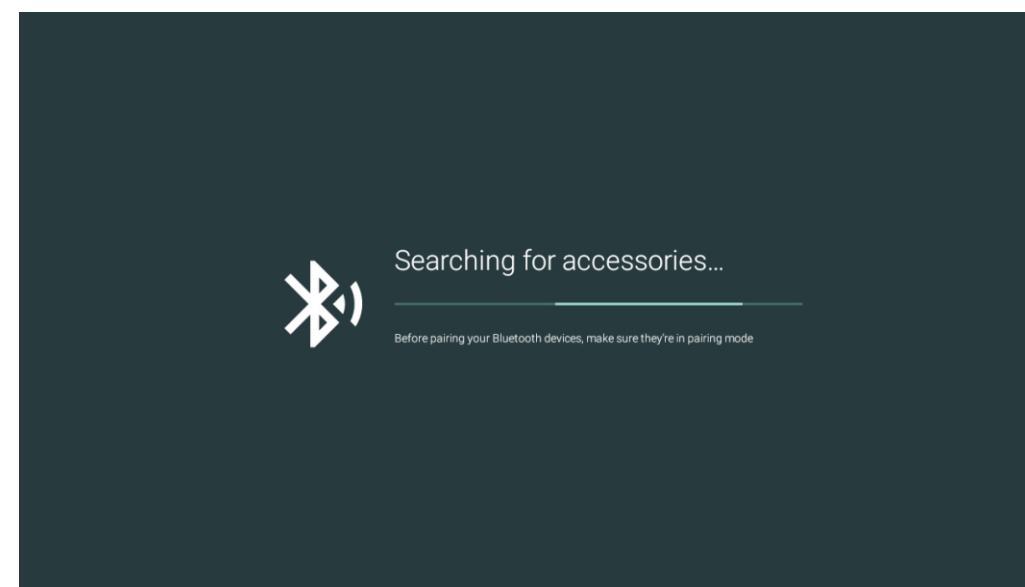 Searching for accessories...
Before pairing your Bluetooth devices, make sure they're in pairing mode